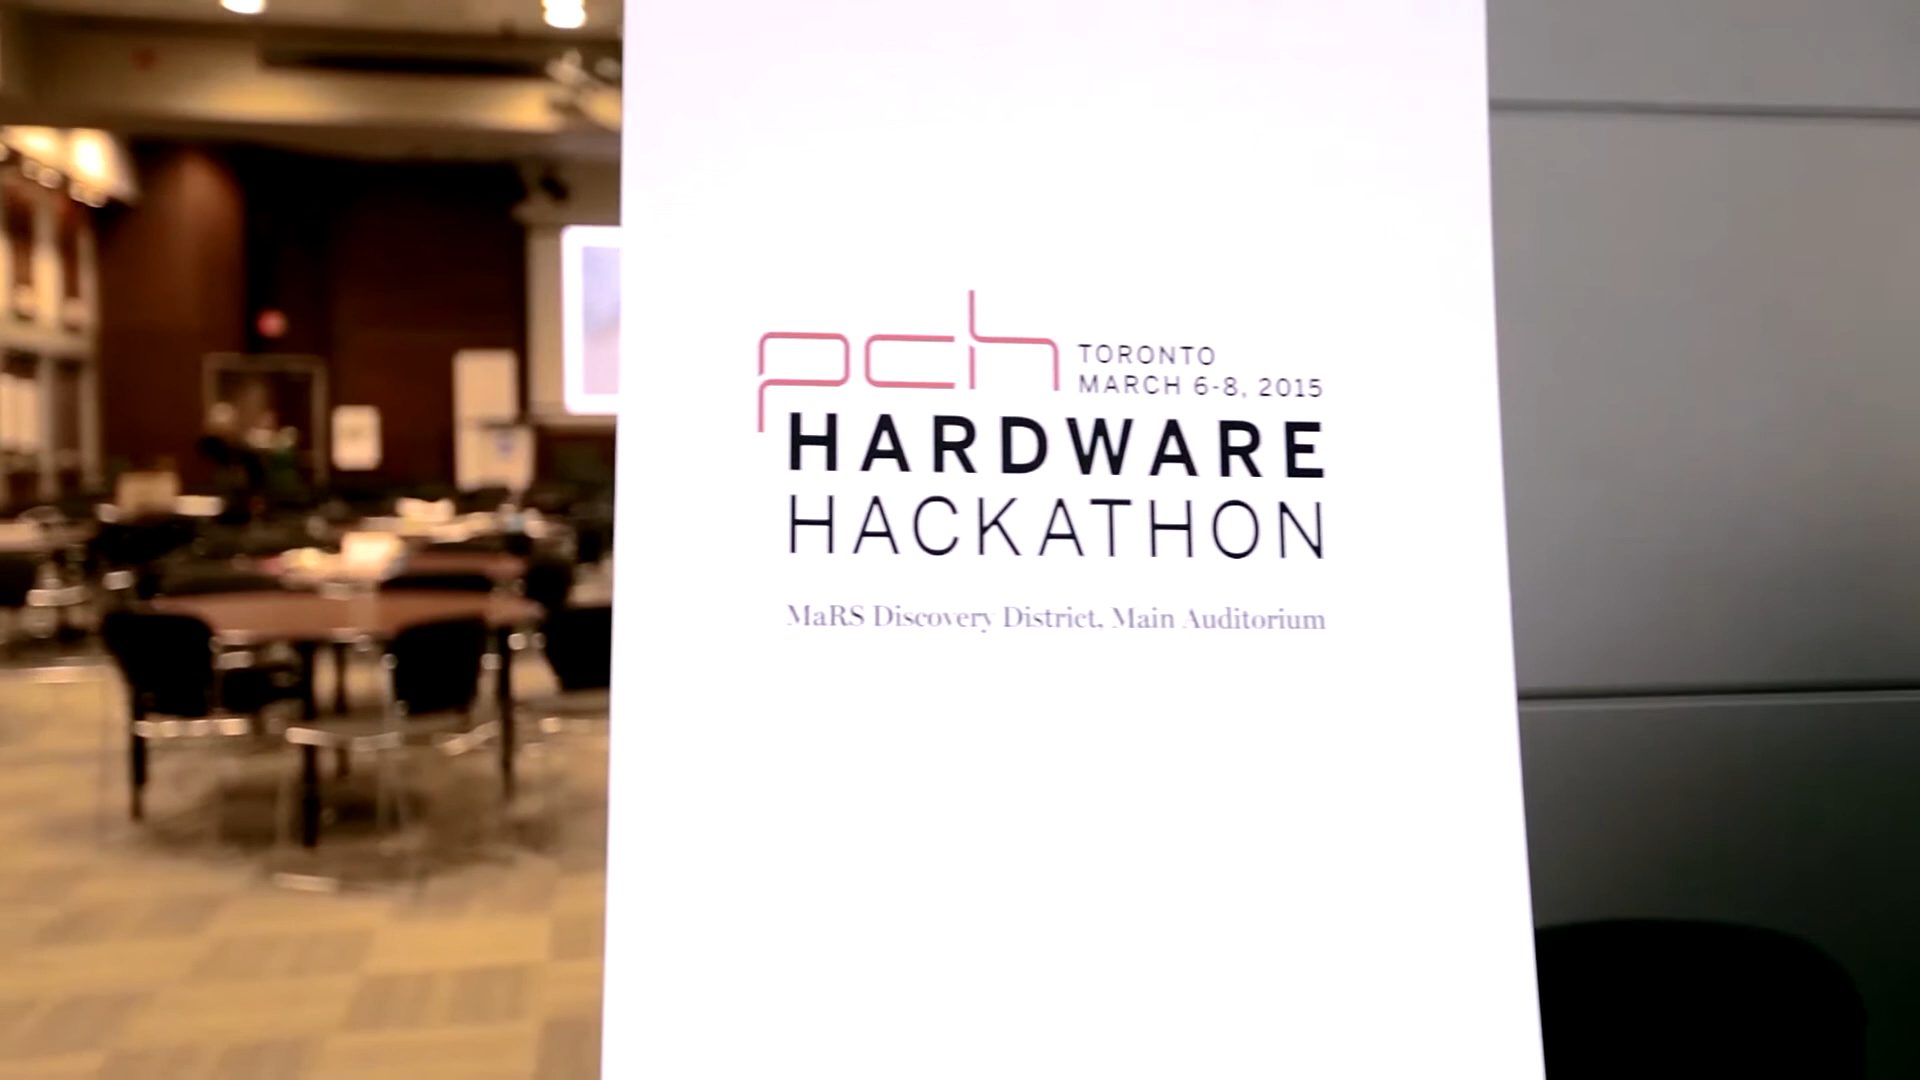 pch
TORONTO
MARCH 6-8, 2015
HARDWARE
HACKATHON
MaRS Discovery District, Main Auditorium